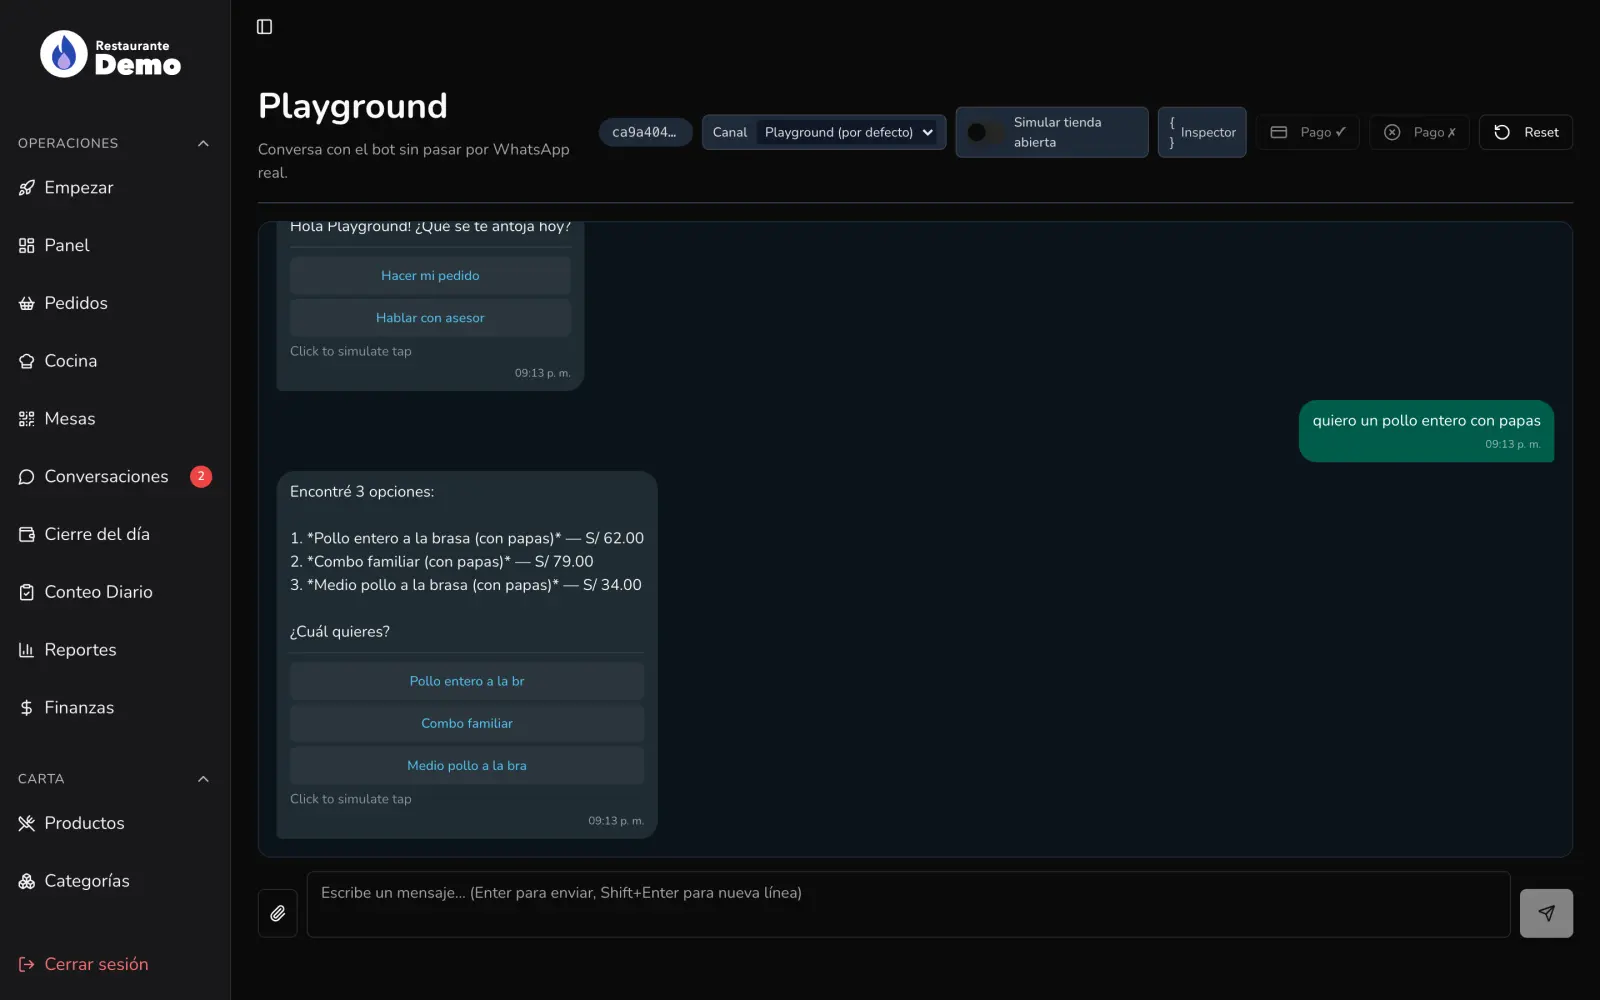 Restaurante
Demo
OPERACIONES
Empezar
Panel
Pedidos
Cocina
Mesas
Conversaciones 2
Cierre del día
Conteo Diario
Reportes
Finanzas
CARTA
Productos
Categorías
Cerrar sesión
Playground
Conversa con el bot sin pasar por WhatsApp
real.
ca9a404…
Canal Playground (por defecto)
Simular tienda
abierta
{ } Inspector
Pago ✓
Pago ✗
Reset
Hola Playground! ¿Qué se te antoja hoy?
Hacer mi pedido
Hablar con asesor
Click to simulate tap
09:13 p. m.
quiero un pollo entero con papas
09:13 p. m.
Encontré 3 opciones:
1. *Pollo entero a la brasa (con papas)* — S/ 62.00
2. *Combo familiar (con papas)* — S/ 79.00
3. *Medio pollo a la brasa (con papas)* — S/ 34.00
¿Cuál quieres?
Pollo entero a la br
Combo familiar
Medio pollo a la bra
Click to simulate tap
09:13 p. m.
Escribe un mensaje... (Enter para enviar, Shift+Enter para nueva línea)